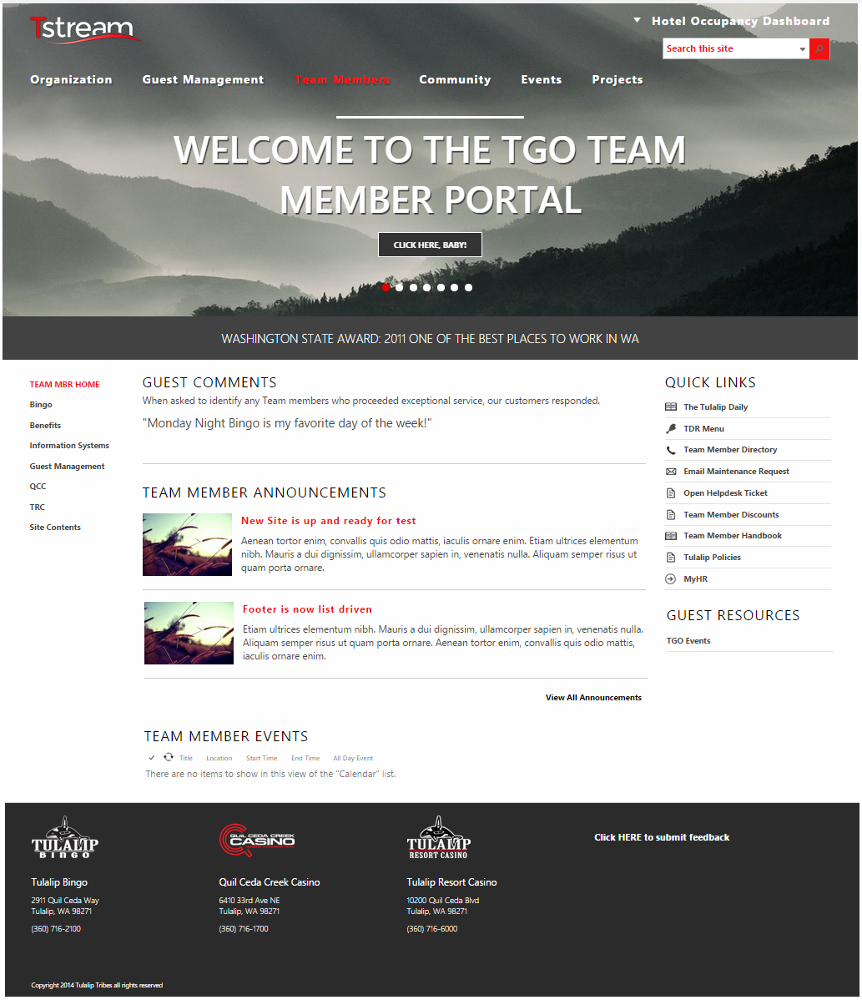 Tstream
Hotel Occupancy Dashboard
Search this site
Organization Guest Management Team Members Community Events Projects
WELCOME TO THE TGO TEAM
MEMBER PORTAL
CLICK HERE, BABY!
WASHINGTON STATE AWARD: 2011 ONE OF THE BEST PLACES TO WORK IN WA
TEAM MBR HOME
Bingo
Benefits
Information Systems
Guest Management
QCC
TRC
Site Contents
GUEST COMMENTS
When asked to identify any Team members who proceeded exceptional service, our customers responded.
"Monday Night Bingo is my favorite day of the week!"
TEAM MEMBER ANNOUNCEMENTS
New Site is up and ready for test
Aenean tortor enim, convallis quis odio mattis, iaculis ornare enim. Etiam ultrices elementum
nibh. Mauris a dui dignissim, ullamcorper sapien in, venenatis nulla. Aliquam semper risus ut
quam porta ornare.
Footer is now list driven
Etiam ultrices elementum nibh. Mauris a dui dignissim, ullamcorper sapien in, venenatis nulla.
Aliquam semper risus ut quam porta ornare. Aenean tortor enim, convallis quis odio mattis,
iaculis ornare enim.
View All Announcements
TEAM MEMBER EVENTS
Title Location Start Time End Time All Day Event
There are no items to show in this view of the "Calendar" list.
QUICK LINKS
The Tulalip Daily
TDR Menu
Team Member Directory
Email Maintenance Request
Open Helpdesk Ticket
Team Member Discounts
Team Member Handbook
Tulalip Policies
MyHR
GUEST RESOURCES
TGO Events
TULALIP
BINGO
Tulalip Bingo
2911 Quil Ceda Way
Tulalip, WA 98271
(360) 716-2100
QUIL CEDA CREEK
CASINO
Quil Ceda Creek Casino
6410 33rd Ave NE
Tulalip, WA 98271
(360) 716-1700
TULALIP
RESORT CASINO
Tulalip Resort Casino
10200 Quil Ceda Blvd
Tulalip, WA 98271
(360) 716-6000
Click HERE to submit feedback
Copyright 2014 Tulalip Tribes all rights reserved